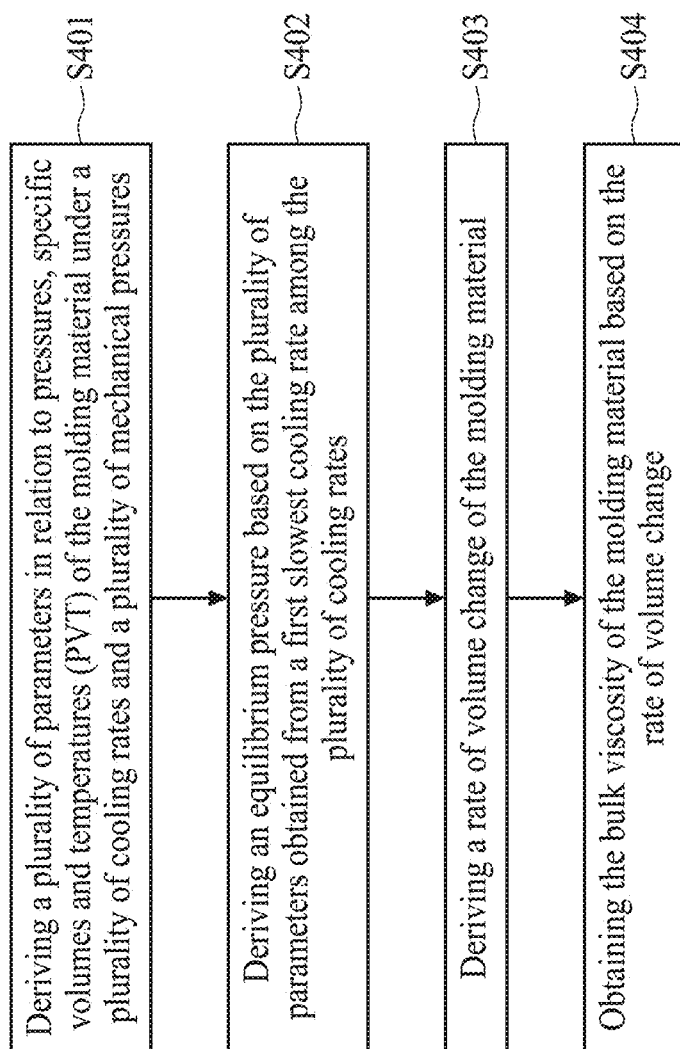 Deriving a plurality of parameters in relation to pressures, specific
volumes and temperatures (PVT) of the molding material under a
plurality of cooling rates and a plurality of mechanical pressures
S401
Deriving an equilibrium pressure based on the plurality of
parameters obtained from a first slowest cooling rate among the
plurality of cooling rates
S402
Deriving a rate of volume change of the molding material
S403
Obtaining the bulk viscosity of the molding material based on the
rate of volume change
S404